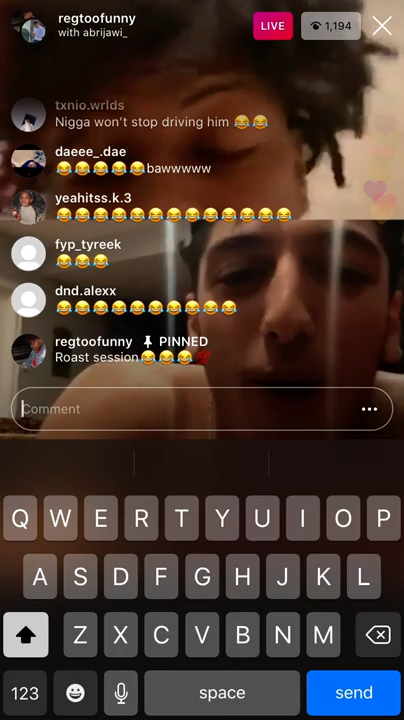 regtoofunny
with abrijawi_
LIVE
1,194
txnio.wrlds
Nigga won't stop driving him 😂😂
daeee_.dae
😂😂😂😂😂bawwwww
yeahitss.k.3
😂😂😂😂😂😂😂😂😂😂😂😂😂
fyp_tyreek
😂😂😂
dnd.alexx
😂😂😂😂😂😂😂😂😂😂
regtoofunny PINNED
Roast session😂😂😂💯
Comment
Q W E R T Y U I O P
A S D F G H J K L
Z X C V B N M
123 space send